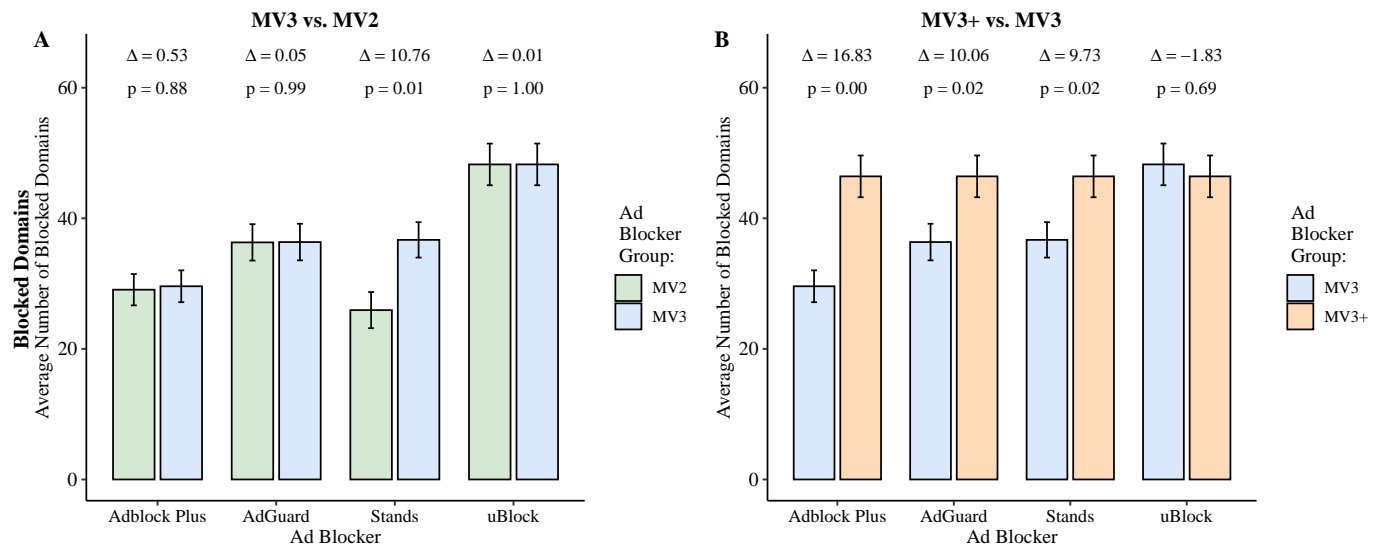 MV3 vs. MV2
A
Δ = 0.53
Δ = 0.05
Δ = 10.76
Δ = 0.01
p = 0.88
p = 0.99
p = 0.01
p = 1.00
Blocked Domains
Average Number of Blocked Domains
60
40
20
0
Adblock Plus
AdGuard
Stands
uBlock
Ad Blocker
Ad
Blocker
Group:
MV2
MV3
MV3+ vs. MV3
B
Δ = 16.83
Δ = 10.06
Δ = 9.73
Δ = −1.83
p = 0.00
p = 0.02
p = 0.02
p = 0.69
Average Number of Blocked Domains
60
40
20
0
Adblock Plus
AdGuard
Stands
uBlock
Ad Blocker
Ad
Blocker
Group:
MV3
MV3+